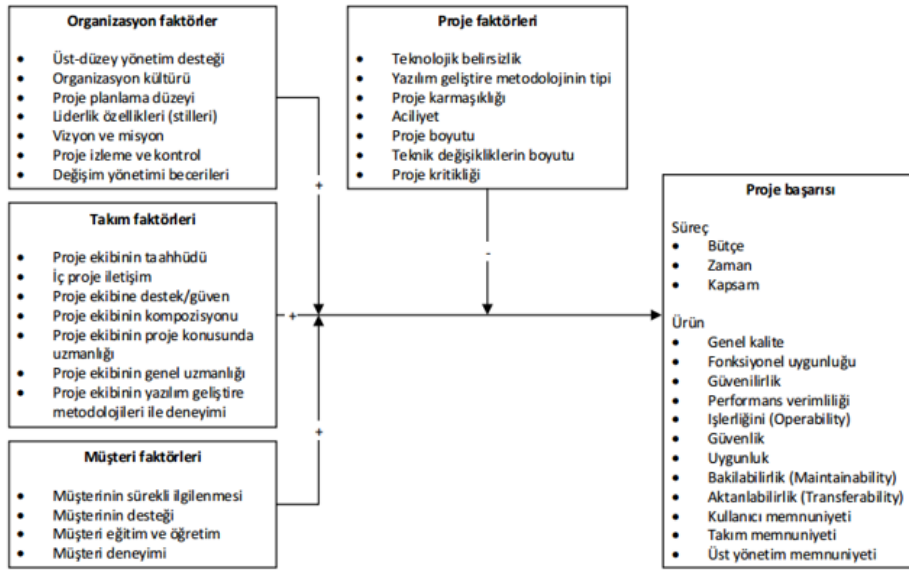 Organizasyon faktörler
• Üst-düzey yönetim desteği
• Organizasyon kültürü
• Proje planlama düzeyi
• Liderlik özellikleri (stilleri)
• Vizyon ve misyon
• Proje izleme ve kontrol
• Değişim yönetimi becerileri
Proje faktörleri
• Teknolojik belirsizlik
• Yazılım geliştire metodolojinin tipi
• Proje karmaşıklığı
• Aciliyet
• Proje boyutu
• Teknik değişikliklerin boyutu
• Proje kritikliği
Takım faktörleri
• Proje ekibinin taahhüdü
• İç proje iletişim
• Proje ekibine destek/güven
• Proje ekibinin kompozisyonu
• Proje ekibinin proje konusunda
uzmanlığı
• Proje ekibinin genel uzmanlığı
• Proje ekibinin yazılım geliştire
metodolojileri ile deneyimi
Müşteri faktörleri
• Müşterinin sürekli ilgilenmesi
• Müşterinin desteği
• Müşteri eğitim ve öğretim
• Müşteri deneyimi
+
+
+
-
Proje başarısı
Süreç
• Bütçe
• Zaman
• Kapsam
Ürün
• Genel kalite
• Fonksiyonel uygunluğu
• Güvenilirlik
• Performans verimliliği
• Işlerliğini (Operability)
• Güvenlik
• Uygunluk
• Bakilabilirlik (Maintainability)
• Aktarılabilirlik (Transferability)
• Kullanıcı memnuniyeti
• Takım memnuniyeti
• Üst yönetim memnuniyeti